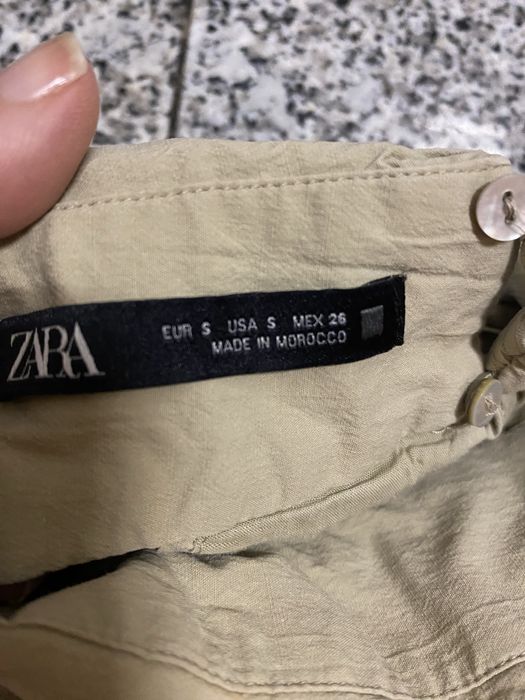 ZARA
EUR S USA S MEX 26
MADE IN MOROCCO